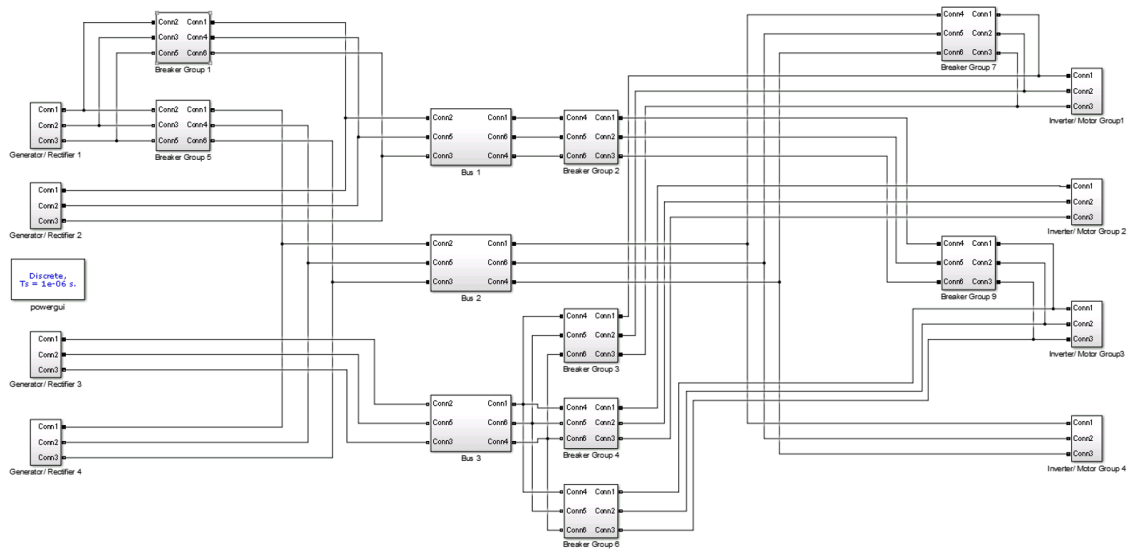 Conn2 Conn1
Conn3 Conn4
Conn5 Conn6
Breaker Group 1
Conn4 Conn1
Conn5 Conn2
Conn6 Conn3
Breaker Group 7
Conn1
Conn2
Conn3
Generator/ Rectifier 1
Conn2 Conn1
Conn3 Conn4
Conn5 Conn6
Breaker Group 5
Conn2 Conn1
Conn5 Conn6
Conn3 Conn4
Bus 1
Conn4 Conn1
Conn5 Conn2
Conn6 Conn3
Breaker Group 2
Conn1
Conn2
Conn3
Inverter/ Motor Group1
Conn1
Conn2
Conn3
Generator/ Rectifier 2
Conn1
Conn2
Conn3
Inverter/ Motor Group 2
Discrete,
Ts = 1e-06 s.
powergui
Conn2 Conn1
Conn5 Conn6
Conn3 Conn4
Bus 2
Conn4 Conn1
Conn5 Conn2
Conn6 Conn3
Breaker Group 9
Conn1
Conn2
Conn3
Generator/ Rectifier 3
Conn4 Conn1
Conn5 Conn2
Conn6 Conn3
Breaker Group 3
Conn1
Conn2
Conn3
Inverter/ Motor Group3
Conn1
Conn2
Conn3
Generator/ Rectifier 4
Conn2 Conn1
Conn5 Conn6
Conn3 Conn4
Bus 3
Conn4 Conn1
Conn5 Conn2
Conn6 Conn3
Breaker Group 4
Conn1
Conn2
Conn3
Inverter/ Motor Group 4
Conn4 Conn1
Conn5 Conn2
Conn6 Conn3
Breaker Group 6